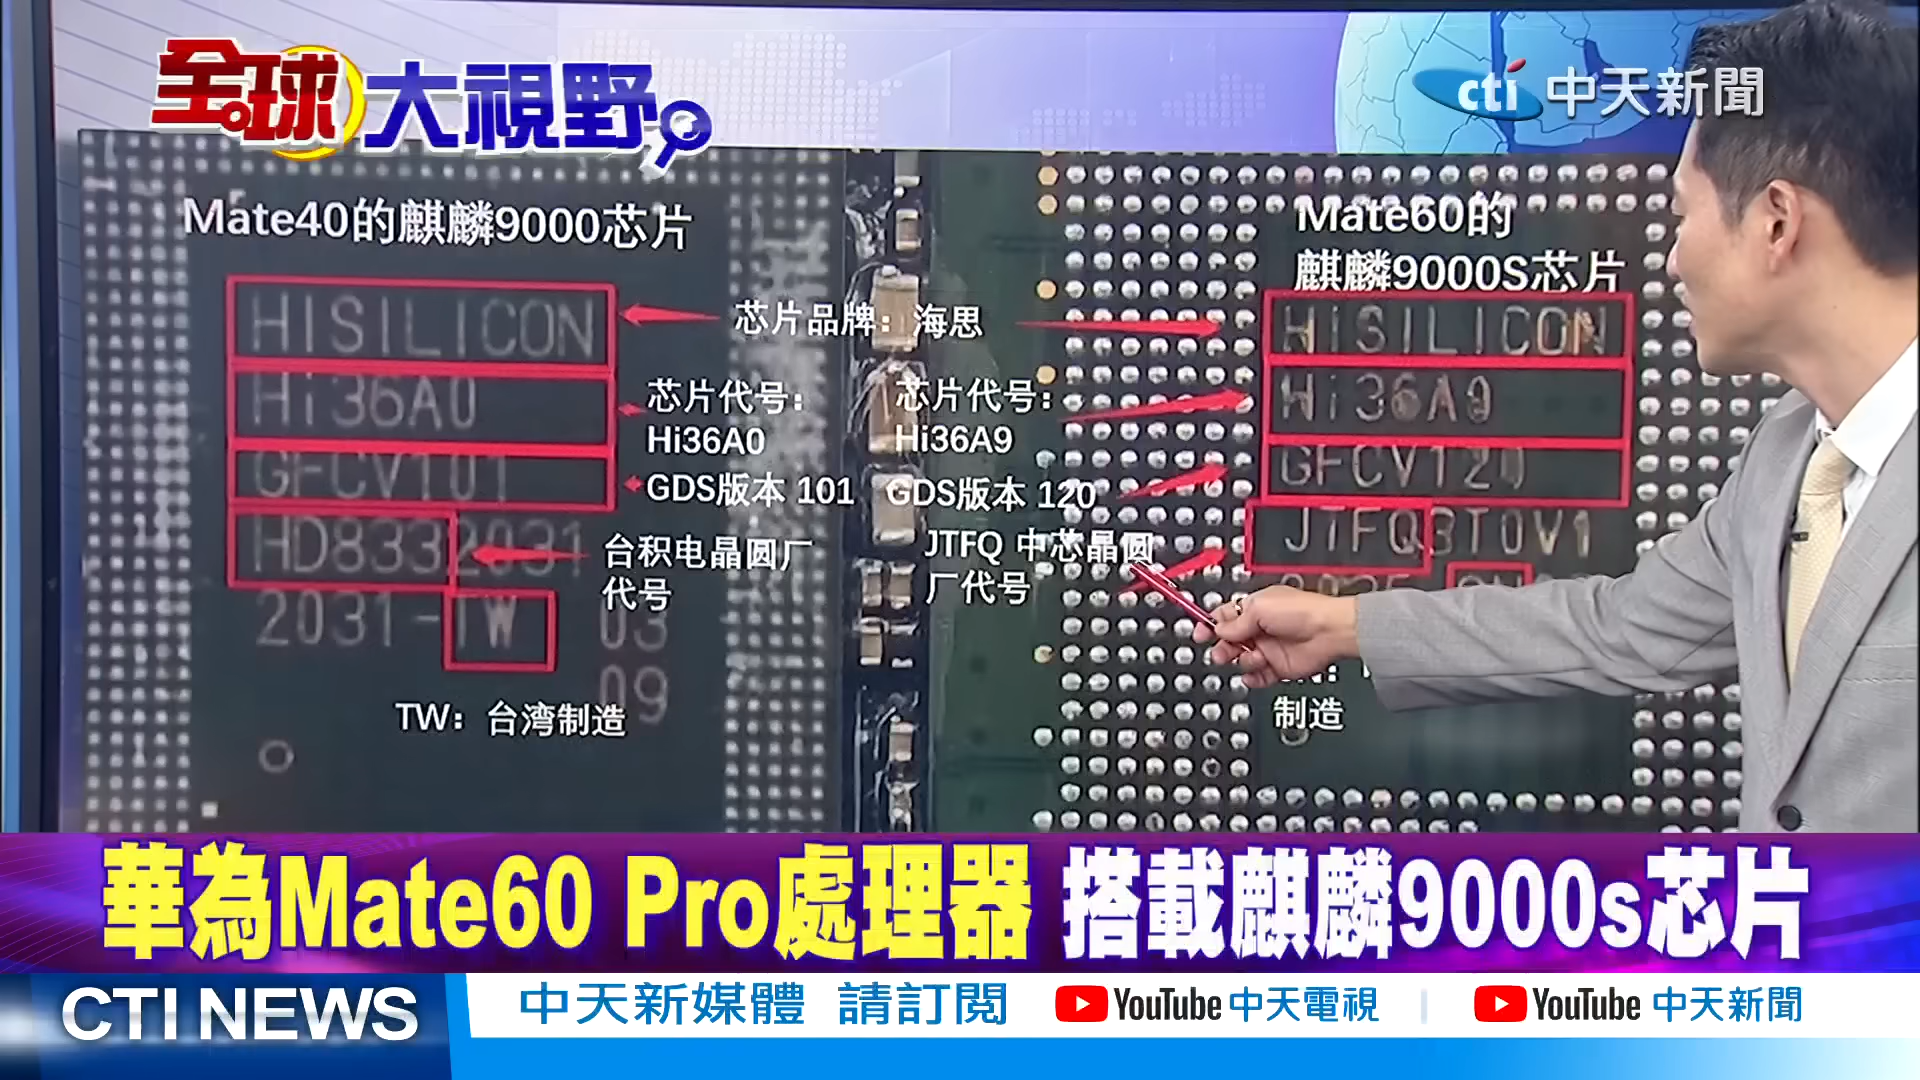 全球大視野
cti 中天新聞
Mate40的麒麟9000芯片
Mate60的
麒麟9000S芯片
HISILICON
芯片品牌：海思
HiSILICON
Hi36A0
芯片代号：
Hi36A0
芯片代号：
Hi36A9
Hi36A9
GFCV101
GDS版本 101
GDS版本 120
GFCV120
HD8332031
台积电晶圆厂
代号
JTFQ 中芯晶圆
厂代号
JTFQ3T0V1
2031-TW
03
09
TW：台湾制造
制造
華為Mate60 Pro處理器 搭載麒麟9000s芯片
CTI NEWS
中天新媒體 請訂閱
YouTube 中天電視
YouTube 中天新聞